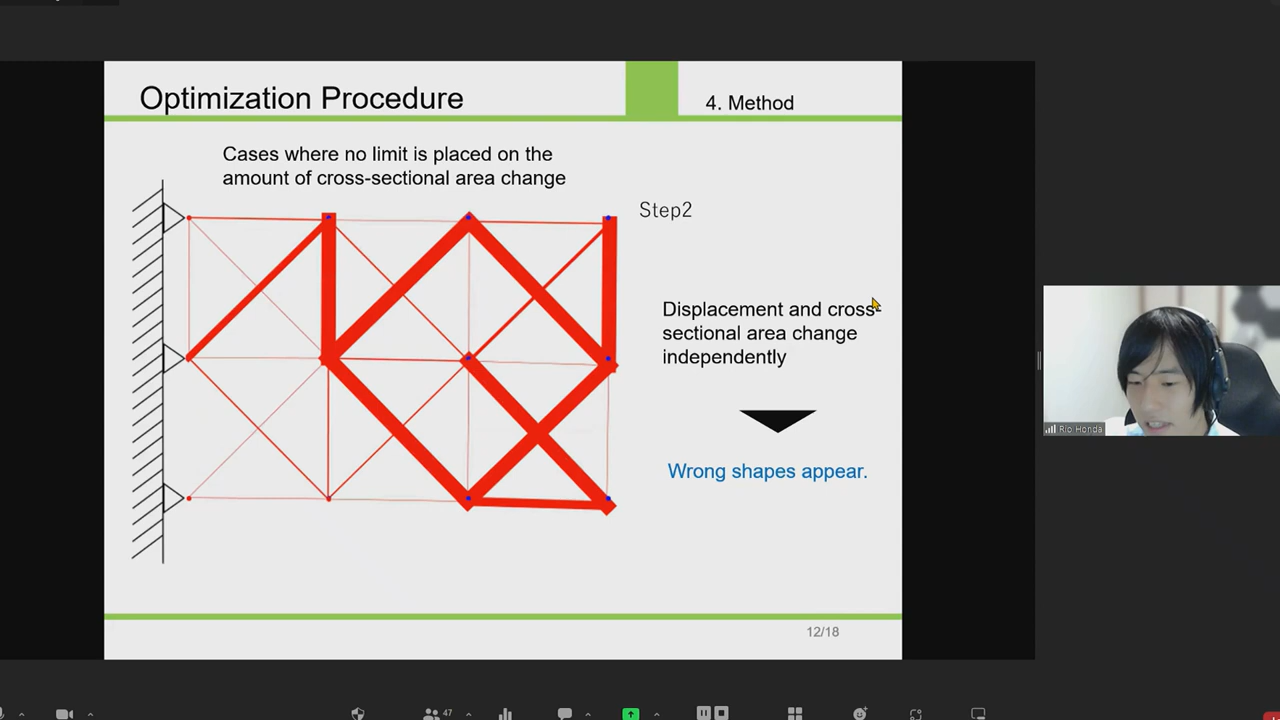 Optimization Procedure
4. Method
Cases where no limit is placed on the
amount of cross-sectional area change
Step2
Displacement and cross-
sectional area change
independently
Wrong shapes appear.
12/18
Rio Honda
47